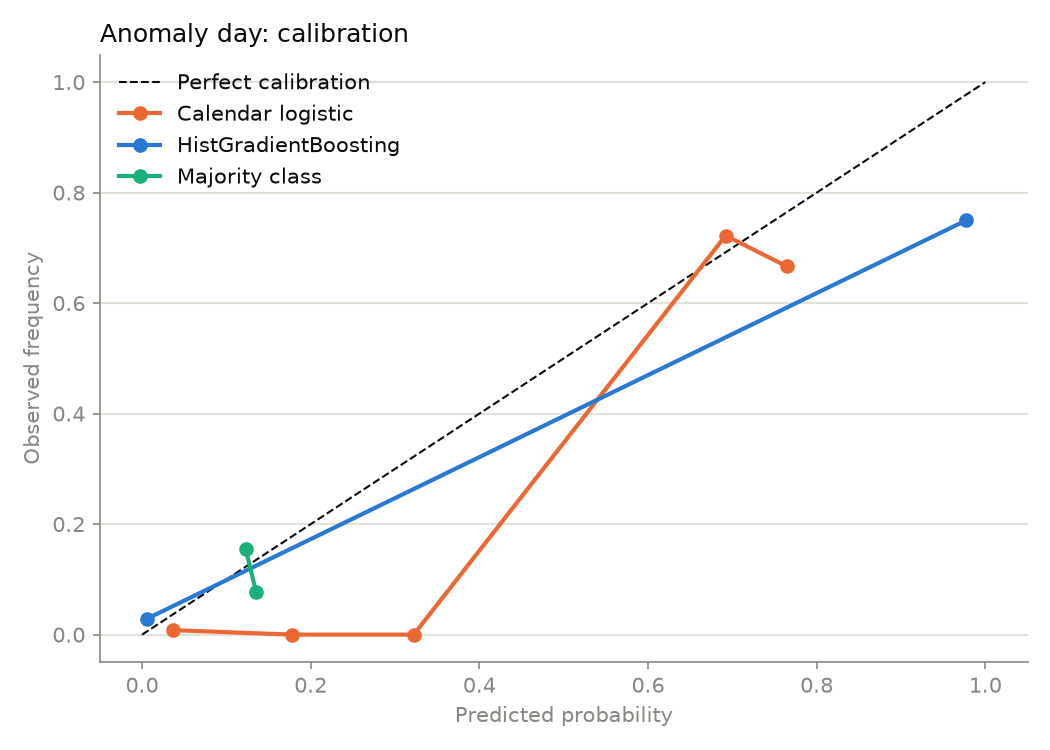 Anomaly day: calibration
Perfect calibration
Calendar logistic
HistGradientBoosting
Majority class
Observed frequency
1.0
0.8
0.6
0.4
0.2
0.0
0.0 0.2 0.4 0.6 0.8 1.0
Predicted probability